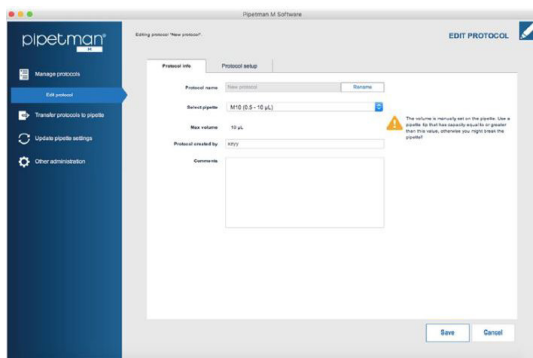 Pipetman M Software
pipetman®
M
Editing protocol "New protocol"
EDIT PROTOCOL
Manage protocols
Edit protocol
Transfer protocols to pipette
Update pipette settings
Other administration
Protocol info
Protocol setup
Protocol name
New protocol
Rename
Select pipette
M10 (0.5 - 10 µL)
Max volume
10 µL
Protocol created by
Comments
The volume is manually set on the pipette. Use a
pipette tip that has capacity equal to or greater
than this value, otherwise you might break the
pipette!
Save
Cancel